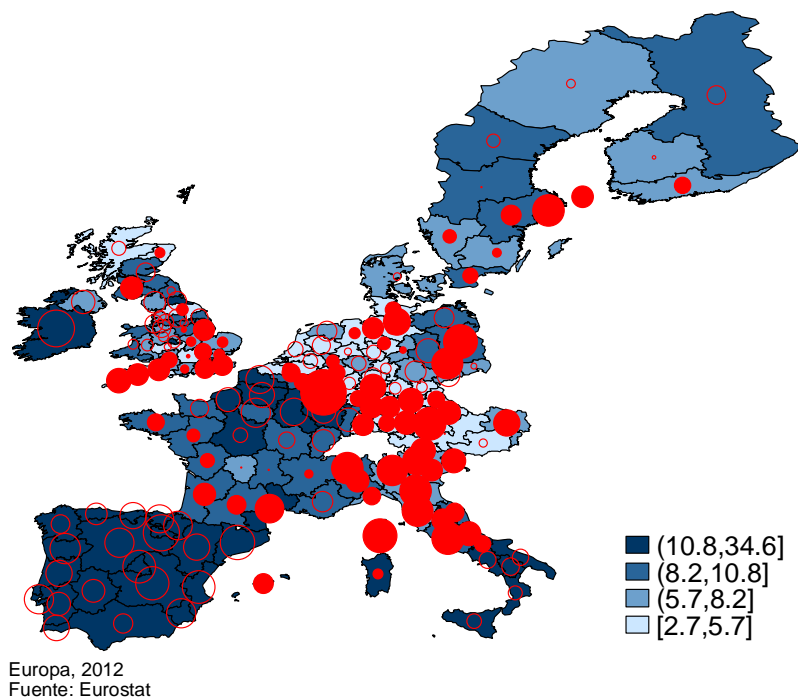 (10.8,34.6]
(8.2,10.8]
(5.7,8.2]
[2.7,5.7]
Europa, 2012
Fuente: Eurostat